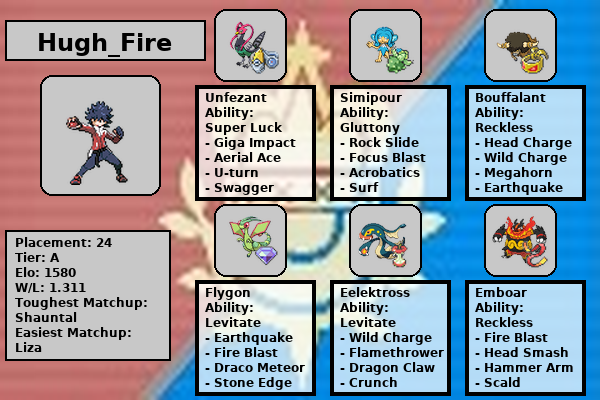 Hugh_Fire
Unfezant
Ability:
Super Luck
- Giga Impact
- Aerial Ace
- U-turn
- Swagger
Simipour
Ability:
Gluttony
- Rock Slide
- Focus Blast
- Acrobatics
- Surf
Bouffalant
Ability:
Reckless
- Head Charge
- Wild Charge
- Megahorn
- Earthquake
Placement: 24
Tier: A
Elo: 1580
W/L: 1.311
Toughest Matchup:
Shauntal
Easiest Matchup:
Liza
Flygon
Ability:
Levitate
- Earthquake
- Fire Blast
- Draco Meteor
- Stone Edge
Eelektross
Ability:
Levitate
- Wild Charge
- Flamethrower
- Dragon Claw
- Crunch
Emboar
Ability:
Reckless
- Fire Blast
- Head Smash
- Hammer Arm
- Scald